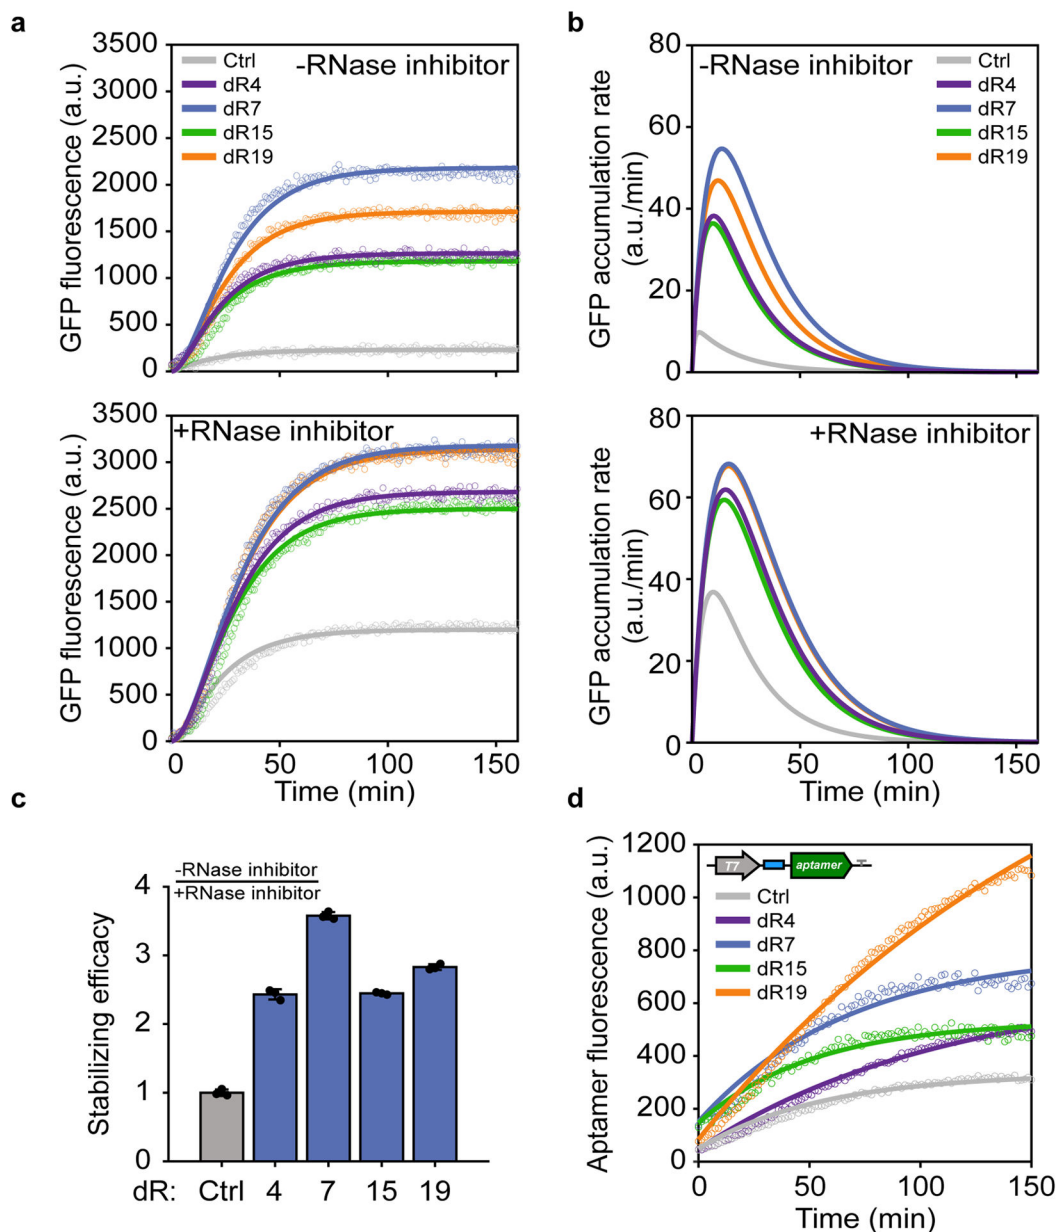 a
3500
3000
2500
2000
1500
1000
500
0
GFP fluorescence (a.u.)
-RNase inhibitor
Ctrl
dR4
dR7
dR15
dR19
3500
3000
2500
2000
1500
1000
500
0
GFP fluorescence (a.u.)
+RNase inhibitor
0 50 100 150
Time (min)
b
80
60
40
20
0
GFP accumulation rate
(a.u./min)
-RNase inhibitor
Ctrl
dR4
dR7
dR15
dR19
80
60
40
20
0
GFP accumulation rate
(a.u./min)
+RNase inhibitor
0 50 100 150
Time (min)
c
-RNase inhibitor
+RNase inhibitor
4
3
2
1
0
Stabilizing efficacy
dR: Ctrl 4 7 15 19
d
1200
1000
800
600
400
200
0
Aptamer fluorescence (a.u.)
T7 aptamer
Ctrl
dR4
dR7
dR15
dR19
0 50 100 150
Time (min)